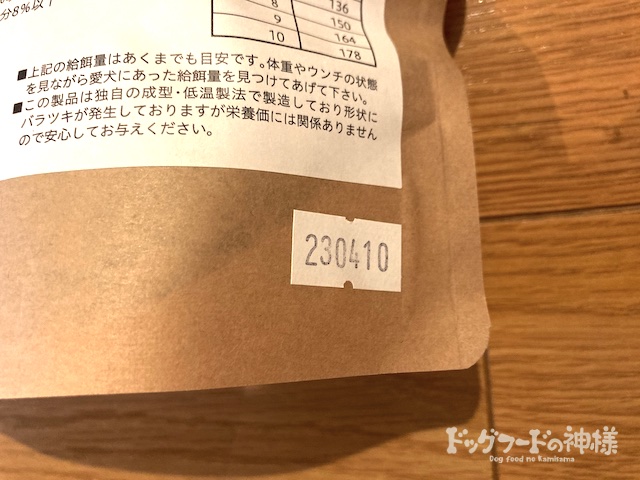 分8%以下
8 136
9 150
10 164
178
■上記の給餌量はあくまでも目安です。体重やウンチの状態
を見ながら愛犬にあった給餌量を見つけてあげて下さい。
■この製品は独自の成型・低温製法で製造しており形状に
バラツキが発生しておりますが栄養価には関係ありません
ので安心してお与えください。
230410
ドッグフードの神様
Dog food no Kamisama